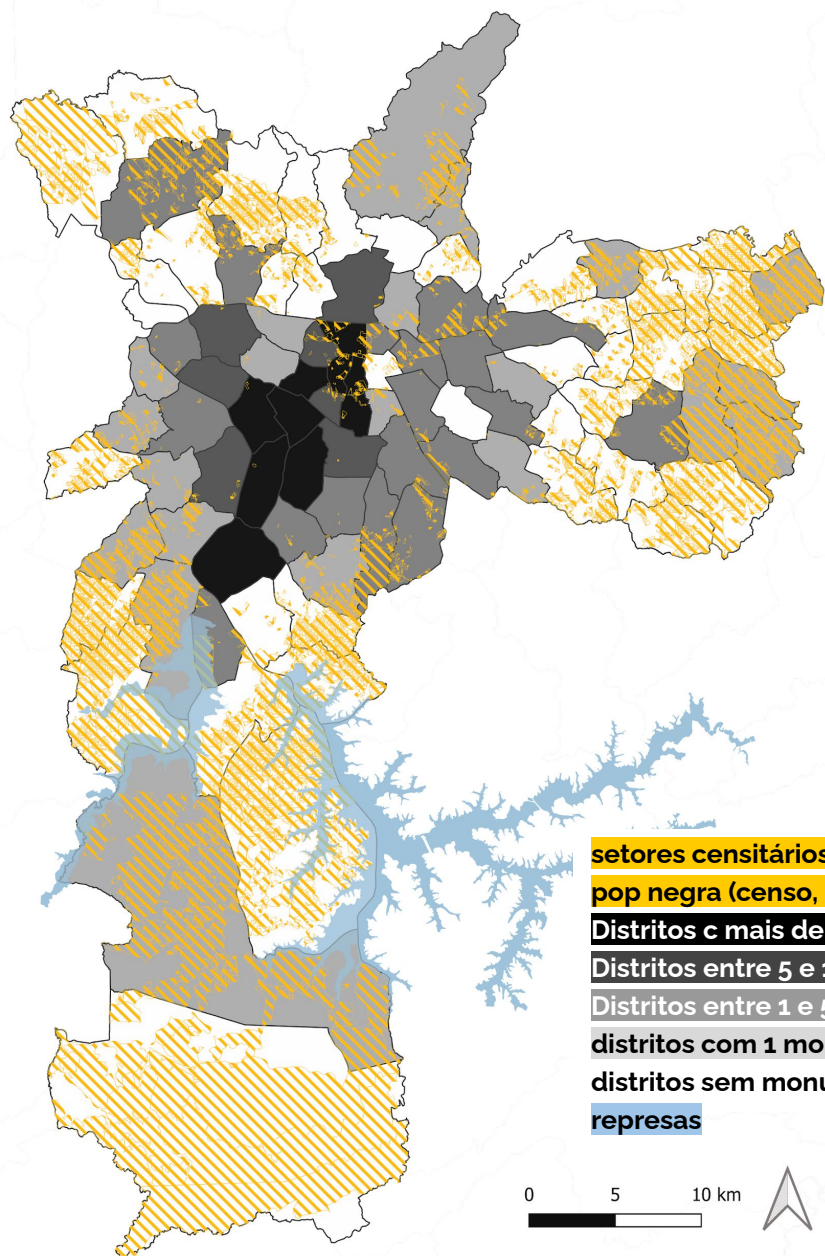 setores censitários
pop negra (censo,
Distritos c mais de
Distritos entre 5 e
Distritos entre 1 e 5
distritos com 1 mo
distritos sem monu
represas
0 5 10 km